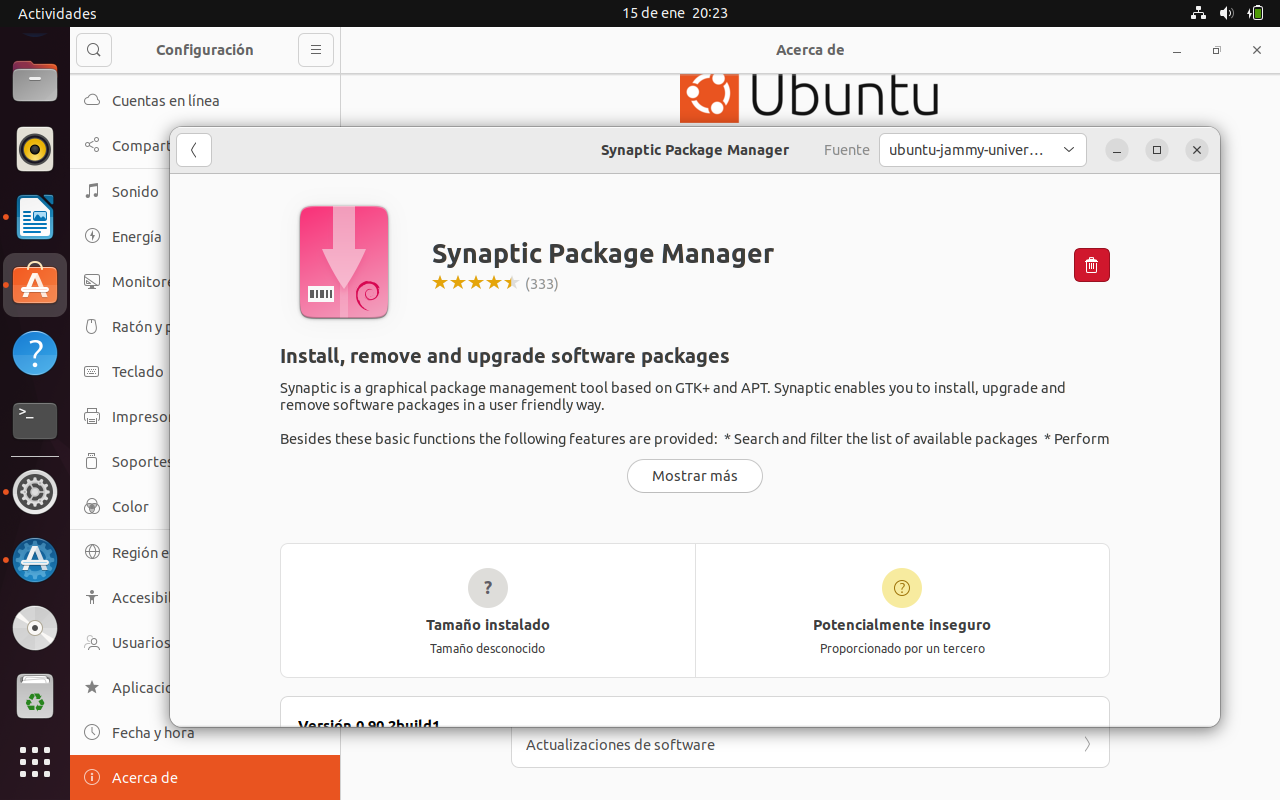 Actividades
15 de ene 20:23
Configuración
Acerca de
Ubuntu
Cuentas en línea
Compart
Sonido
Energía
Monitore
Ratón y p
Teclado
Impresor
Soportes
Color
Región e
Accesibil
Usuarios
Aplicacio
Fecha y hora
Acerca de
Synaptic Package Manager
Fuente
ubuntu-jammy-univer…
Synaptic Package Manager
(333)
Install, remove and upgrade software packages
Synaptic is a graphical package management tool based on GTK+ and APT. Synaptic enables you to install, upgrade and
remove software packages in a user friendly way.
Besides these basic functions the following features are provided: * Search and filter the list of available packages * Perform
Mostrar más
?
Tamaño instalado
Tamaño desconocido
?
Potencialmente inseguro
Proporcionado por un tercero
Versión 0.90.2build1
Actualizaciones de software